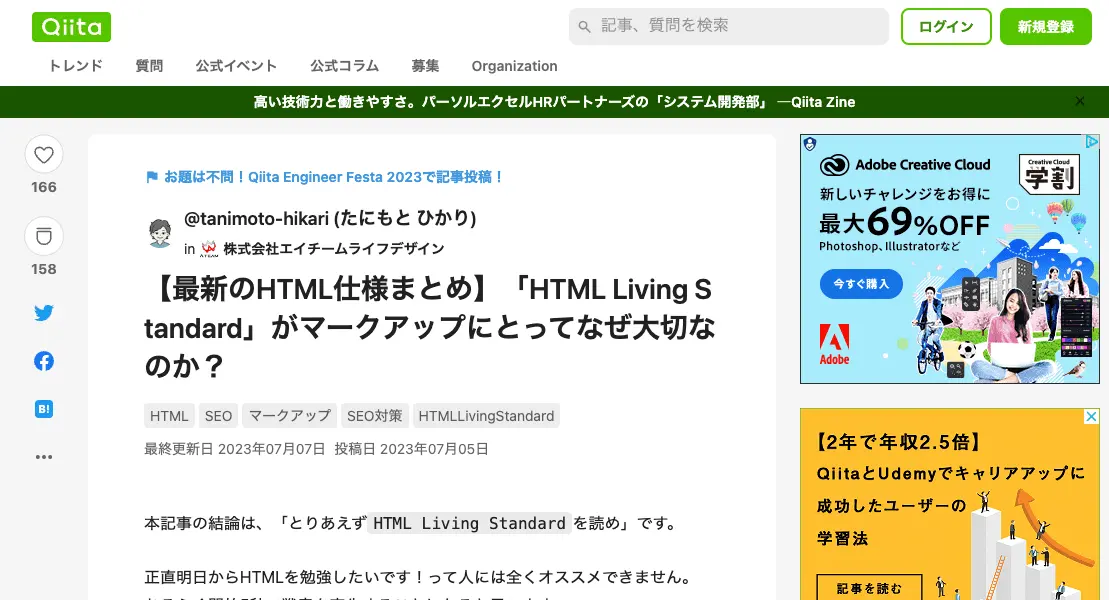 Qiita
記事、質問を検索
ログイン
新規登録
トレンド 質問 公式イベント 公式コラム 募集 Organization
高い技術力と働きやすさ。パーソルエクセルHRパートナーズの「システム開発部」 —Qiita Zine
166
158
B!
お題は不問！Qiita Engineer Festa 2023で記事投稿！
@tanimoto-hikari (たにもと ひかり)
in 株式会社エイチームライフデザイン
【最新のHTML仕様まとめ】「HTML Living S
tandard」がマークアップにとってなぜ大切な
のか？
HTML SEO マークアップ SEO対策 HTMLLivingStandard
最終更新日 2023年07月07日 投稿日 2023年07月05日
本記事の結論は、「とりあえず HTML Living Standard を読め」です。
正直明日からHTMLを勉強したいです！って人には全くオススメできません。
Adobe Creative Cloud
Creative Cloud
学割
新しいチャレンジをお得に
最大69%OFF
Photoshop、Illustratorなど
今すぐ購入
Adobe
【2年で年収2.5倍】
QiitaとUdemyでキャリアアップに
成功したユーザーの
学習法
記事を読む